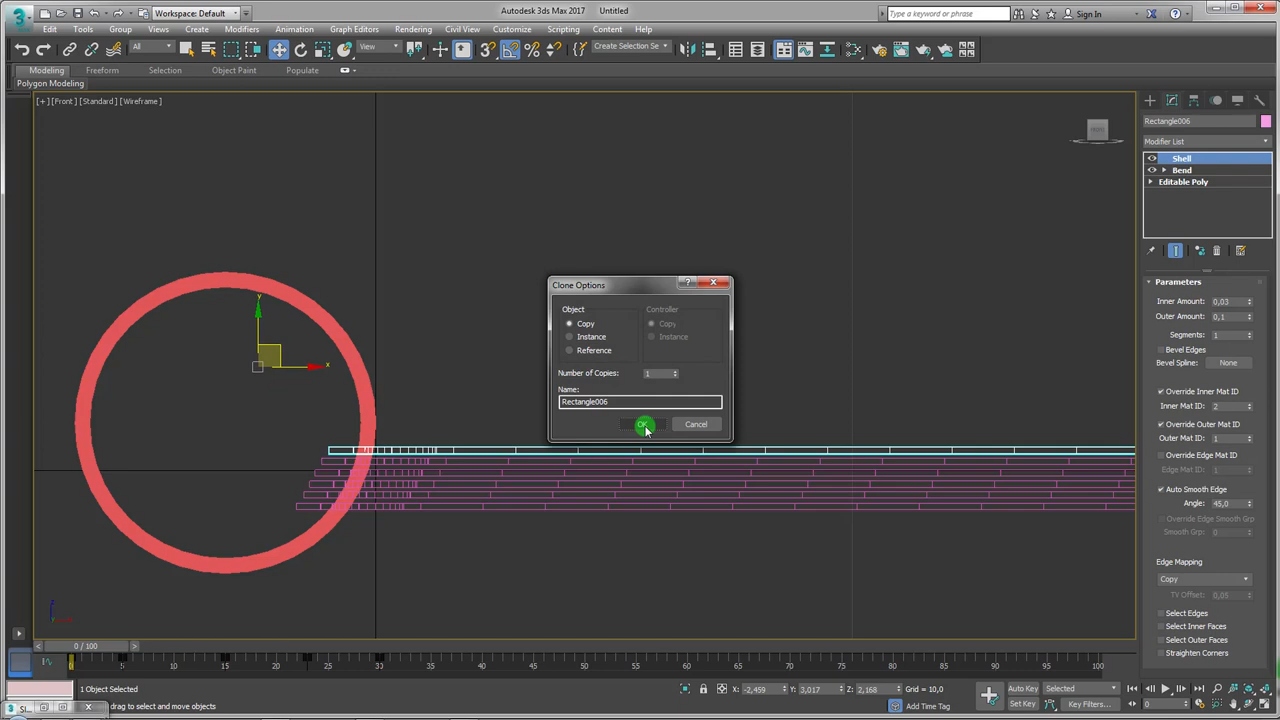 Workspace: Default
Autodesk 3ds Max 2017 Untitled
Type a keyword or phrase
Sign In
Edit Tools Group Views Create Modifiers Animation Graph Editors Rendering Civil View Customize Scripting Content Help
All
View
Create Selection Se
Modeling Freeform Selection Object Paint Populate
Polygon Modeling
[+] [Front] [Standard] [Wireframe]
Rectangle006
Modifier List
Shell
Bend
Editable Poly
Parameters
Inner Amount: 0,03
Outer Amount: 0,1
Segments: 1
Bevel Edges
Bevel Spline: None
Override Inner Mat ID
Inner Mat ID: 2
Override Outer Mat ID
Outer Mat ID: 1
Override Edge Mat ID
Edge Mat ID: 1
Auto Smooth Edge
Angle: 45,0
Override Edge Smooth Grp
Smooth Grp: 0
Edge Mapping
Copy
TV Offset: 0,05
Select Edges
Select Inner Faces
Select Outer Faces
Straighten Corners
Clone Options
Object
Copy
Instance
Reference
Controller
Copy
Instance
Number of Copies: 1
Name:
Rectangle006
OK Cancel
y
x
z
0 / 100
5 10 15 20 25 30 35 40 45 50 55 60 65 70 75 80 85 90 95 100
1 Object Selected
drag to select and move objects
X: -2,459 Y: 3,017 Z: 2,168 Grid = 10,0
Add Time Tag
Auto Key Selected
Set Key Key Filters...
0